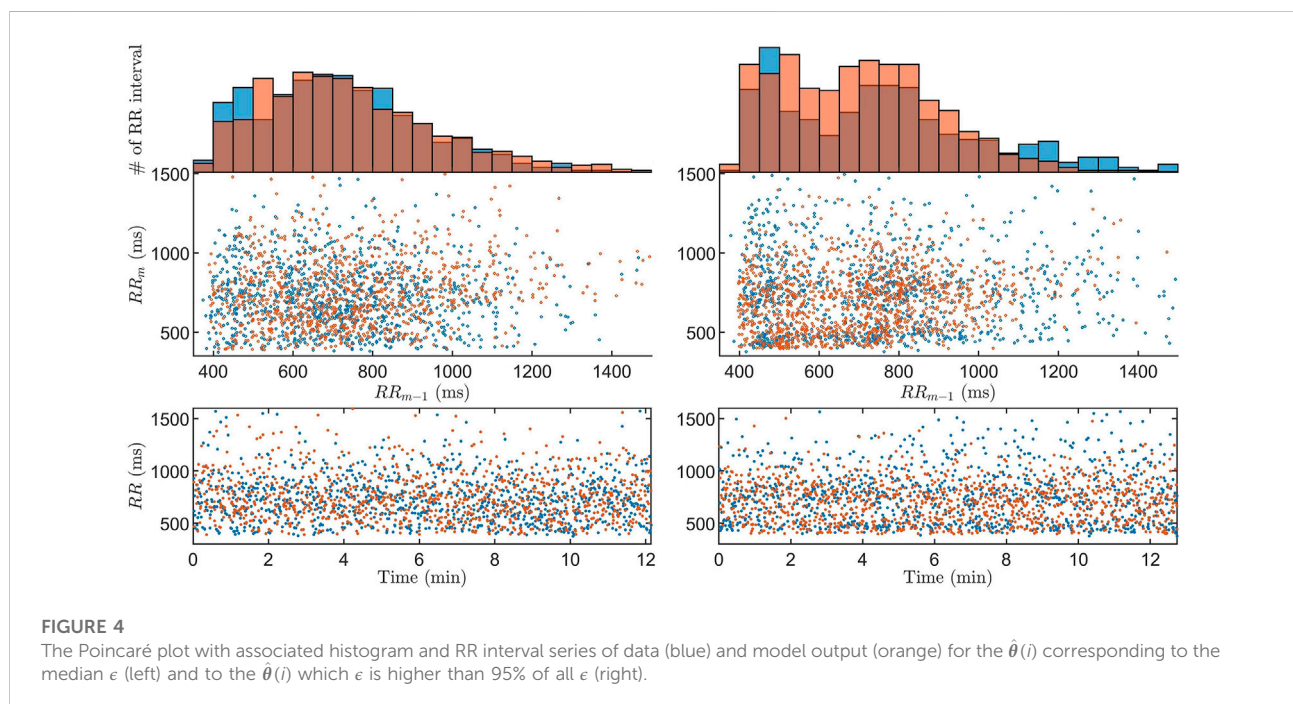 # of RR interval
1500
1000
500
RR_m (ms)
400 600 800 1000 1200 1400
RR_{m−1} (ms)
1500
1000
500
400 600 800 1000 1200 1400
RR_{m−1} (ms)
1500
1000
500
RR (ms)
0 2 4 6 8 10 12
Time (min)
1500
1000
500
0 2 4 6 8 10 12
Time (min)
FIGURE 4
The Poincaré plot with associated histogram and RR interval series of data (blue) and model output (orange) for the θ̂(i) corresponding to the
median ϵ (left) and to the θ̂(i) which ϵ is higher than 95% of all ϵ (right).